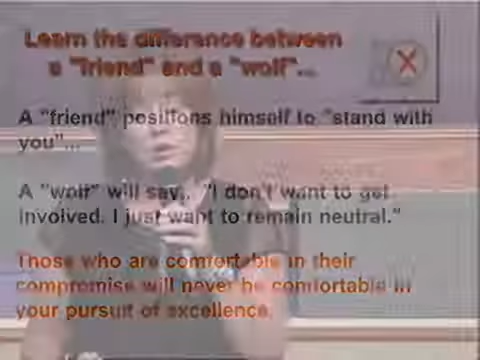 Learn the difference between
a "friend" and a "wolf"...
A "friend" positions himself to "stand with
you"...
A "wolf" will say.. "I don't want to get
involved. I just want to remain neutral."
Those who are comfortable in their
compromise will never be comfortable in
your pursuit of excellence.